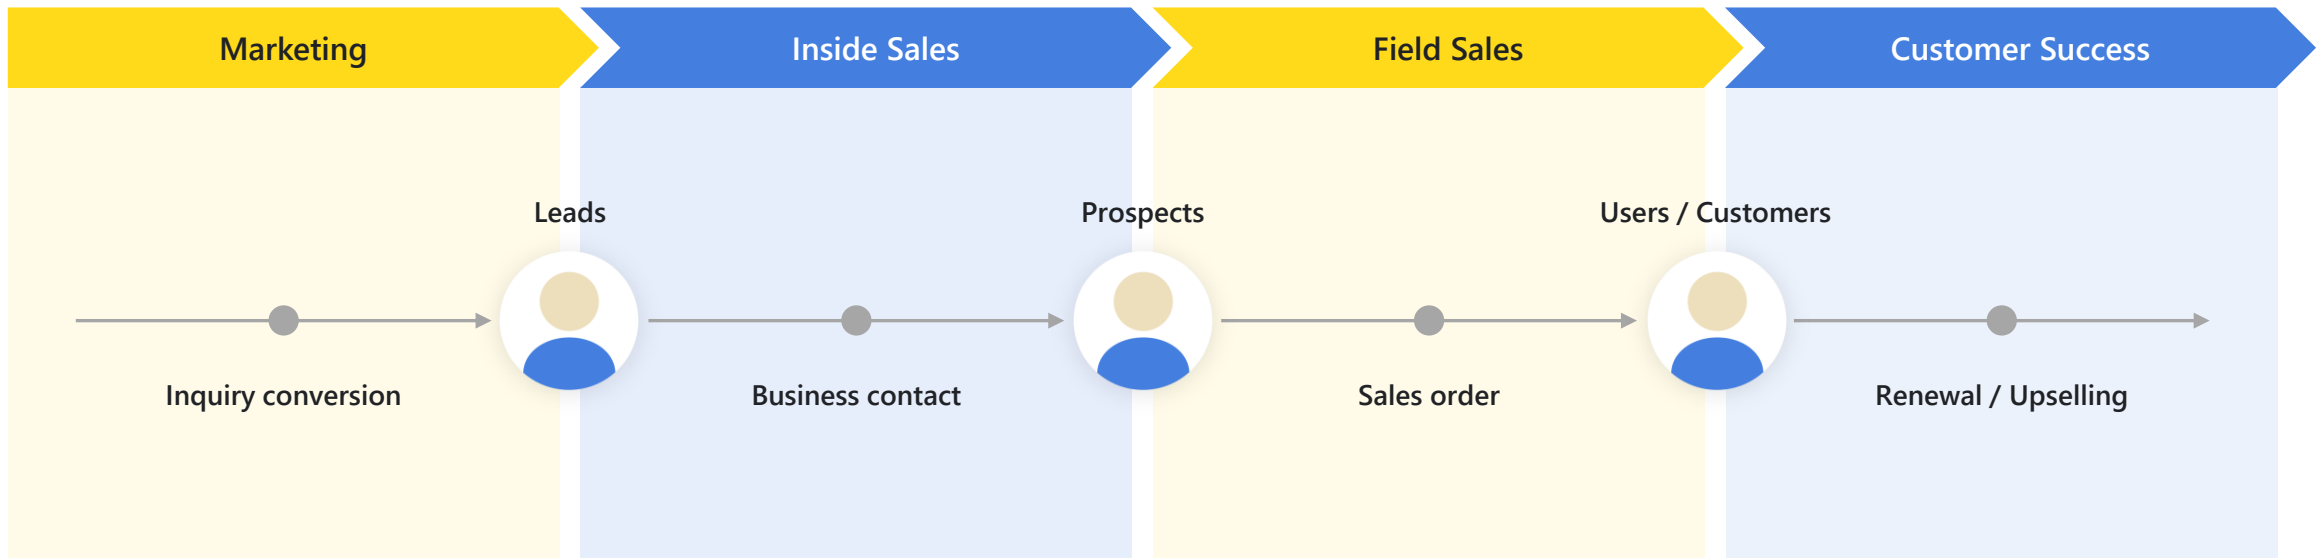 Marketing
Inside Sales
Field Sales
Customer Success
Leads
Prospects
Users / Customers
Inquiry conversion
Business contact
Sales order
Renewal / Upselling